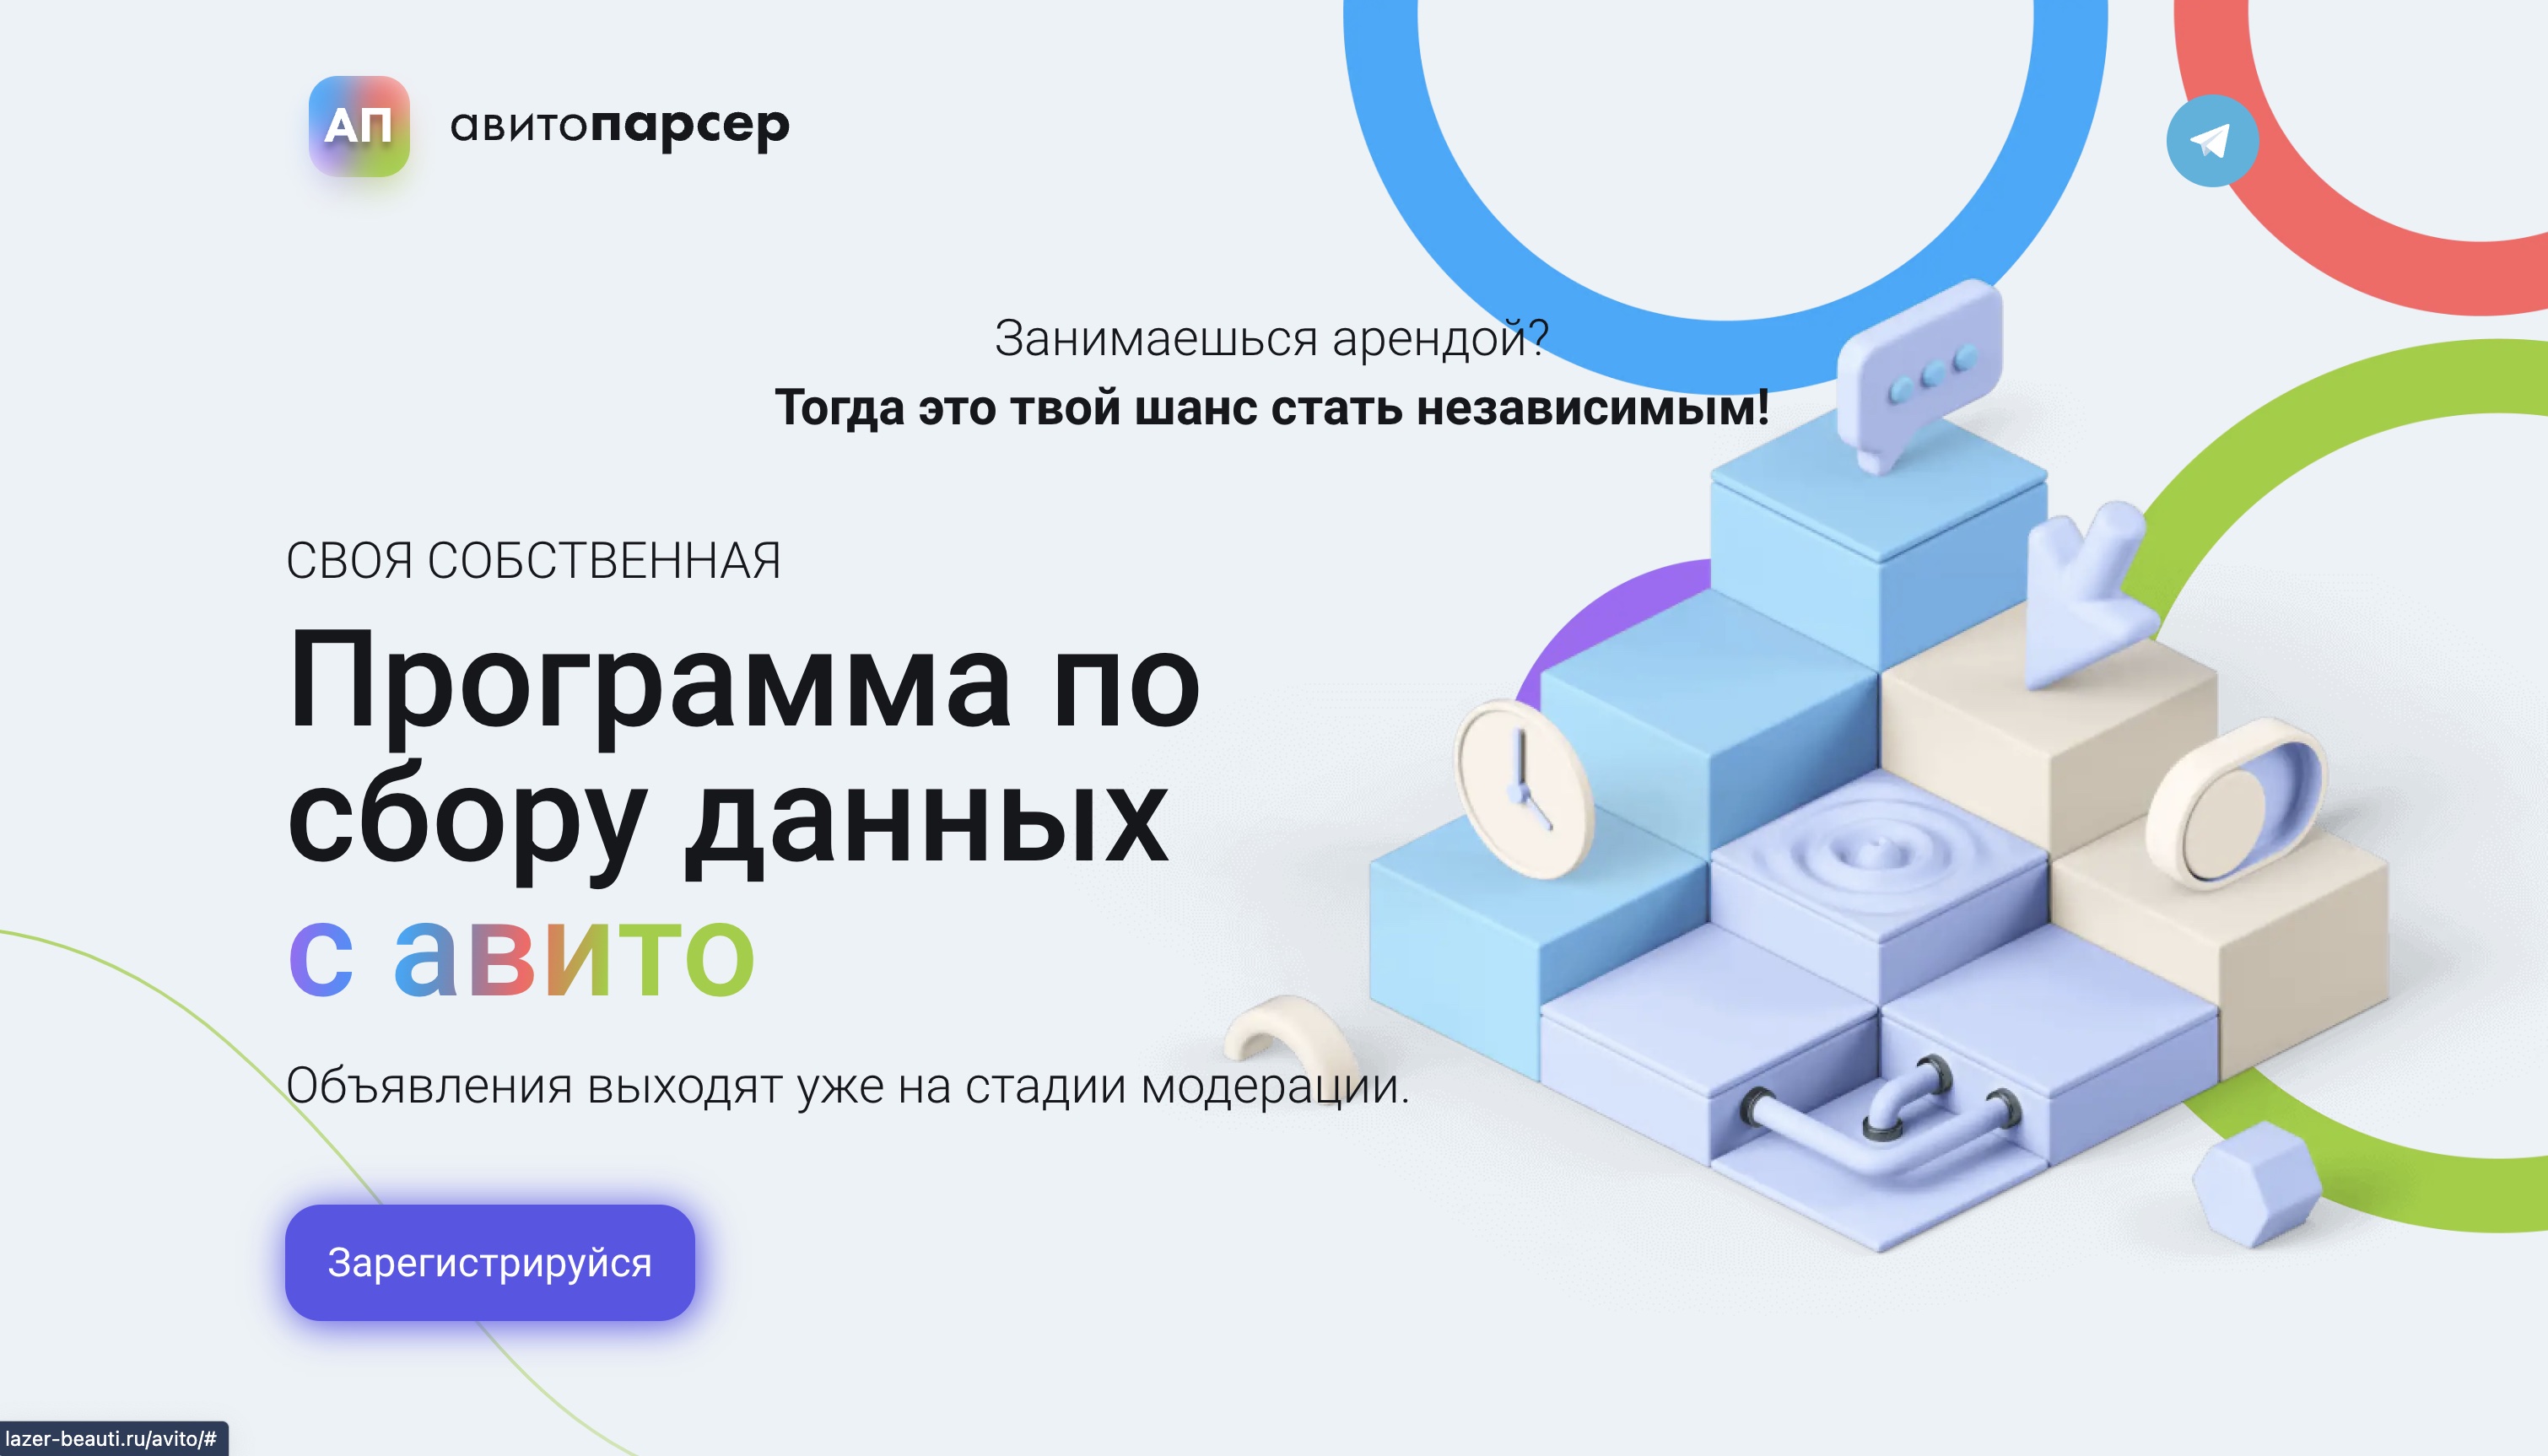 АП
авитопарсер
Занимаешься арендой?
Тогда это твой шанс стать независимым!
СВОЯ СОБСТВЕННАЯ
Программа по
сбору данных
с авито
Объявления выходят уже на стадии модерации.
Зарегистрируйся
lazer-beauti.ru/avito/#